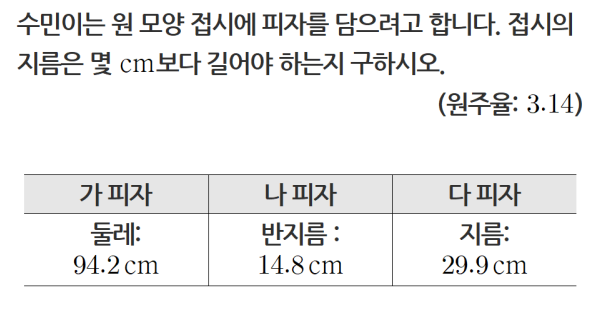 수민이는 원 모양 접시에 피자를 담으려고 합니다. 접시의
지름은 몇 cm보다 길어야 하는지 구하시오.
(원주율: 3.14)
가 피자 나 피자 다 피자
둘레: 반지름 : 지름:
94.2 cm 14.8 cm 29.9 cm